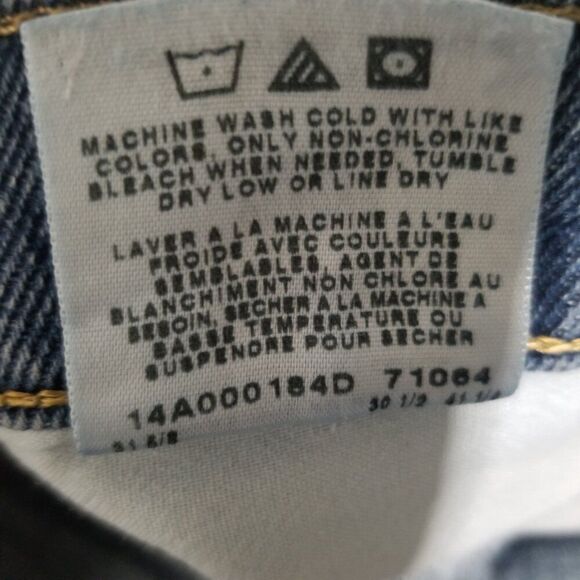 MACHINE WASH COLD WITH LIKE
COLORS, ONLY NON-CHLORINE
BLEACH WHEN NEEDED, TUMBLE
DRY LOW OR LINE DRY
LAVER A LA MACHINE A L'EAU
FROIDE AVEC COULEURS
SEMBLABLES, AGENT DE
BLANCHIMENT NON CHLORE AU
BESOIN, SECHER A LA MACHINE A
BASSE TEMPERATURE OU
SUSPENDRE POUR SECHER
14A000184D 71064
30 1/2